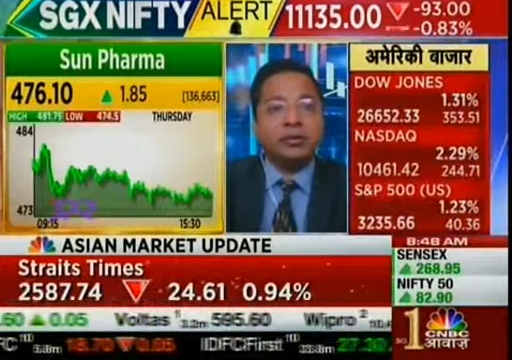 SGX NIFTY ALERT 11135.00 -93.00
-0.83%
Sun Pharma
476.10 1.85 [136,663]
HIGH 481.75 LOW 474.5 THURSDAY
484
473
09:15 15:30
अमेरिकी बाजार
DOW JONES
1.31%
26652.33 353.51
NASDAQ
2.29%
10461.42 244.71
S&P 500 (US)
1.23%
3235.66 40.36
ASIAN MARKET UPDATE
Straits Times
2587.74 24.61 0.94%
8:48 AM
SENSEX
268.95
NIFTY 50
82.90
.60 0.05 Voltas 595.60 Wipro
CNBC
आवाज़
IDFCFirst